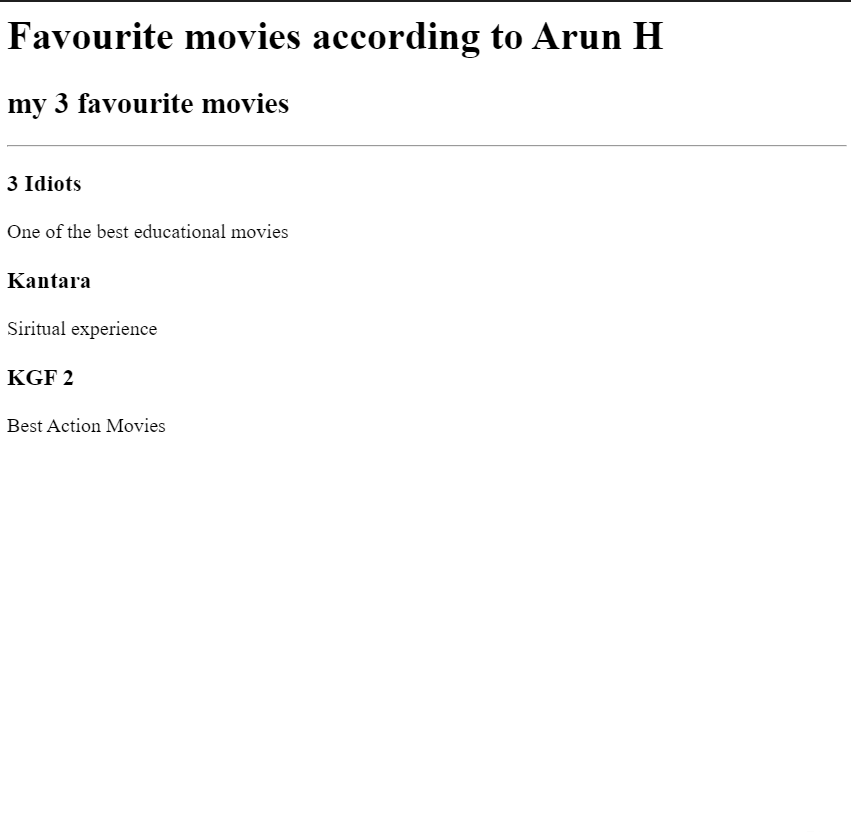 Favourite movies according to Arun H
my 3 favourite movies
3 Idiots
One of the best educational movies
Kantara
Siritual experience
KGF 2
Best Action Movies